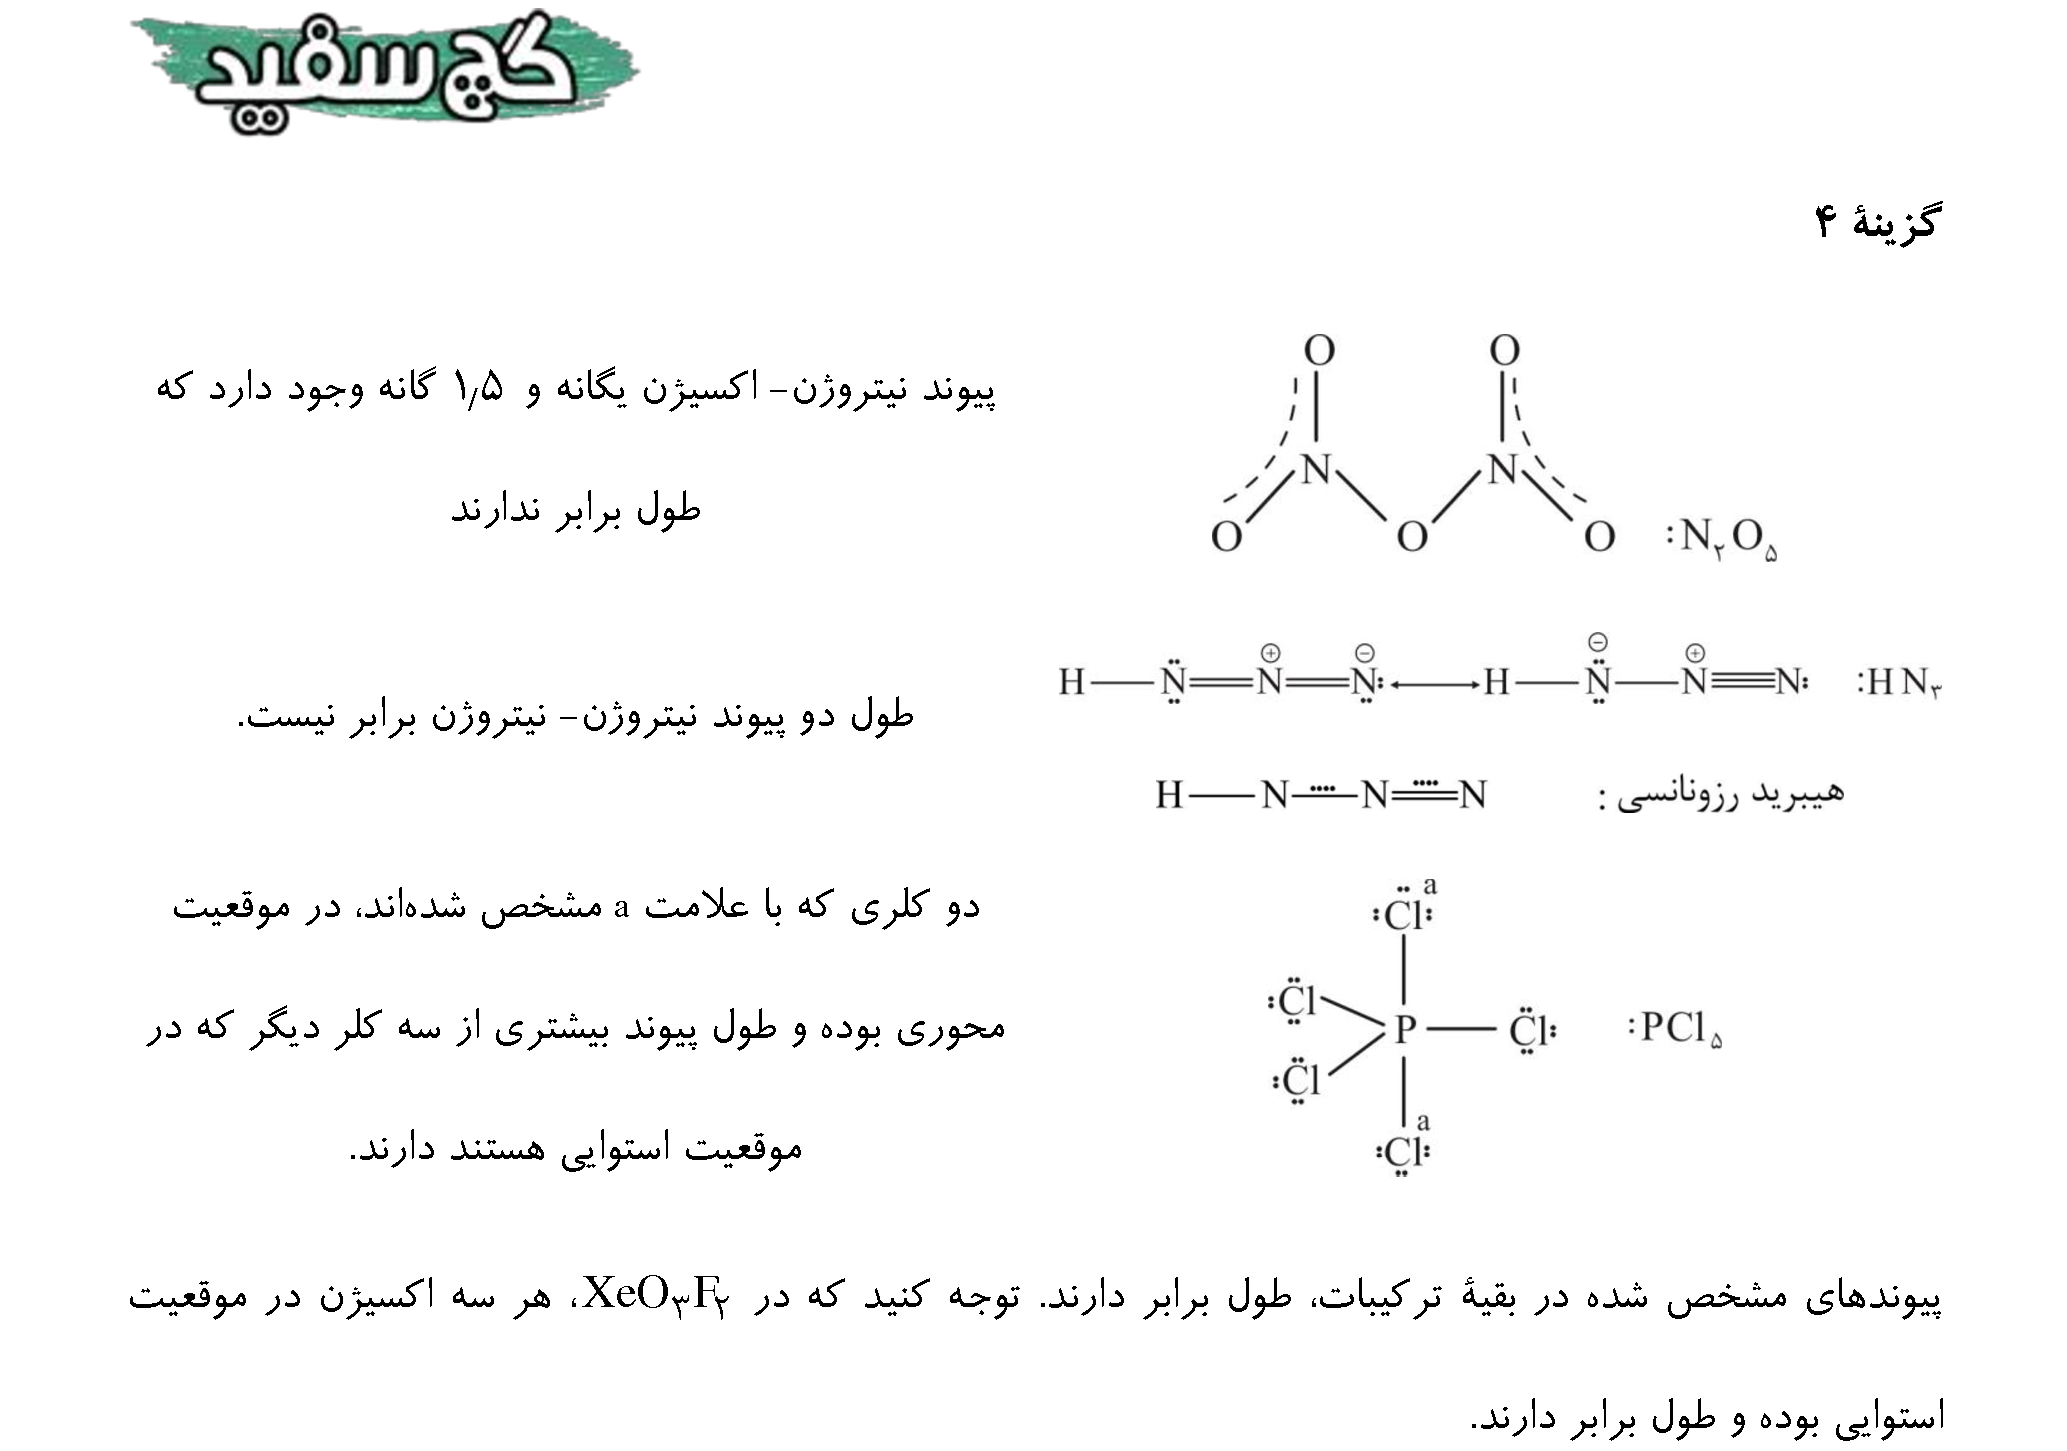 گچ سفید
گزینهٔ ۴
O O
پیوند نیتروژن- اکسیژن یگانه و ۱٫۵ گانه وجود دارد که
N N
طول برابر ندارند
O O O :N۲O۵
H—N=N⊕=N⊖: ↔ H—N⊖—N⊕≡N: :HN۳
طول دو پیوند نیتروژن- نیتروژن برابر نیست.
هیبرید رزونانسی :
H—N—N=N
دو کلری که با علامت a مشخص شده‌اند، در موقعیت
Cl a
Cl
محوری بوده و طول پیوند بیشتری از سه کلر دیگر که در
P Cl :PCl۵
Cl
موقعیت استوایی هستند دارند.
Cl a
پیوندهای مشخص شده در بقیهٔ ترکیبات، طول برابر دارند. توجه کنید که در XeO۳F۲، هر سه اکسیژن در موقعیت
استوایی بوده و طول برابر دارند.